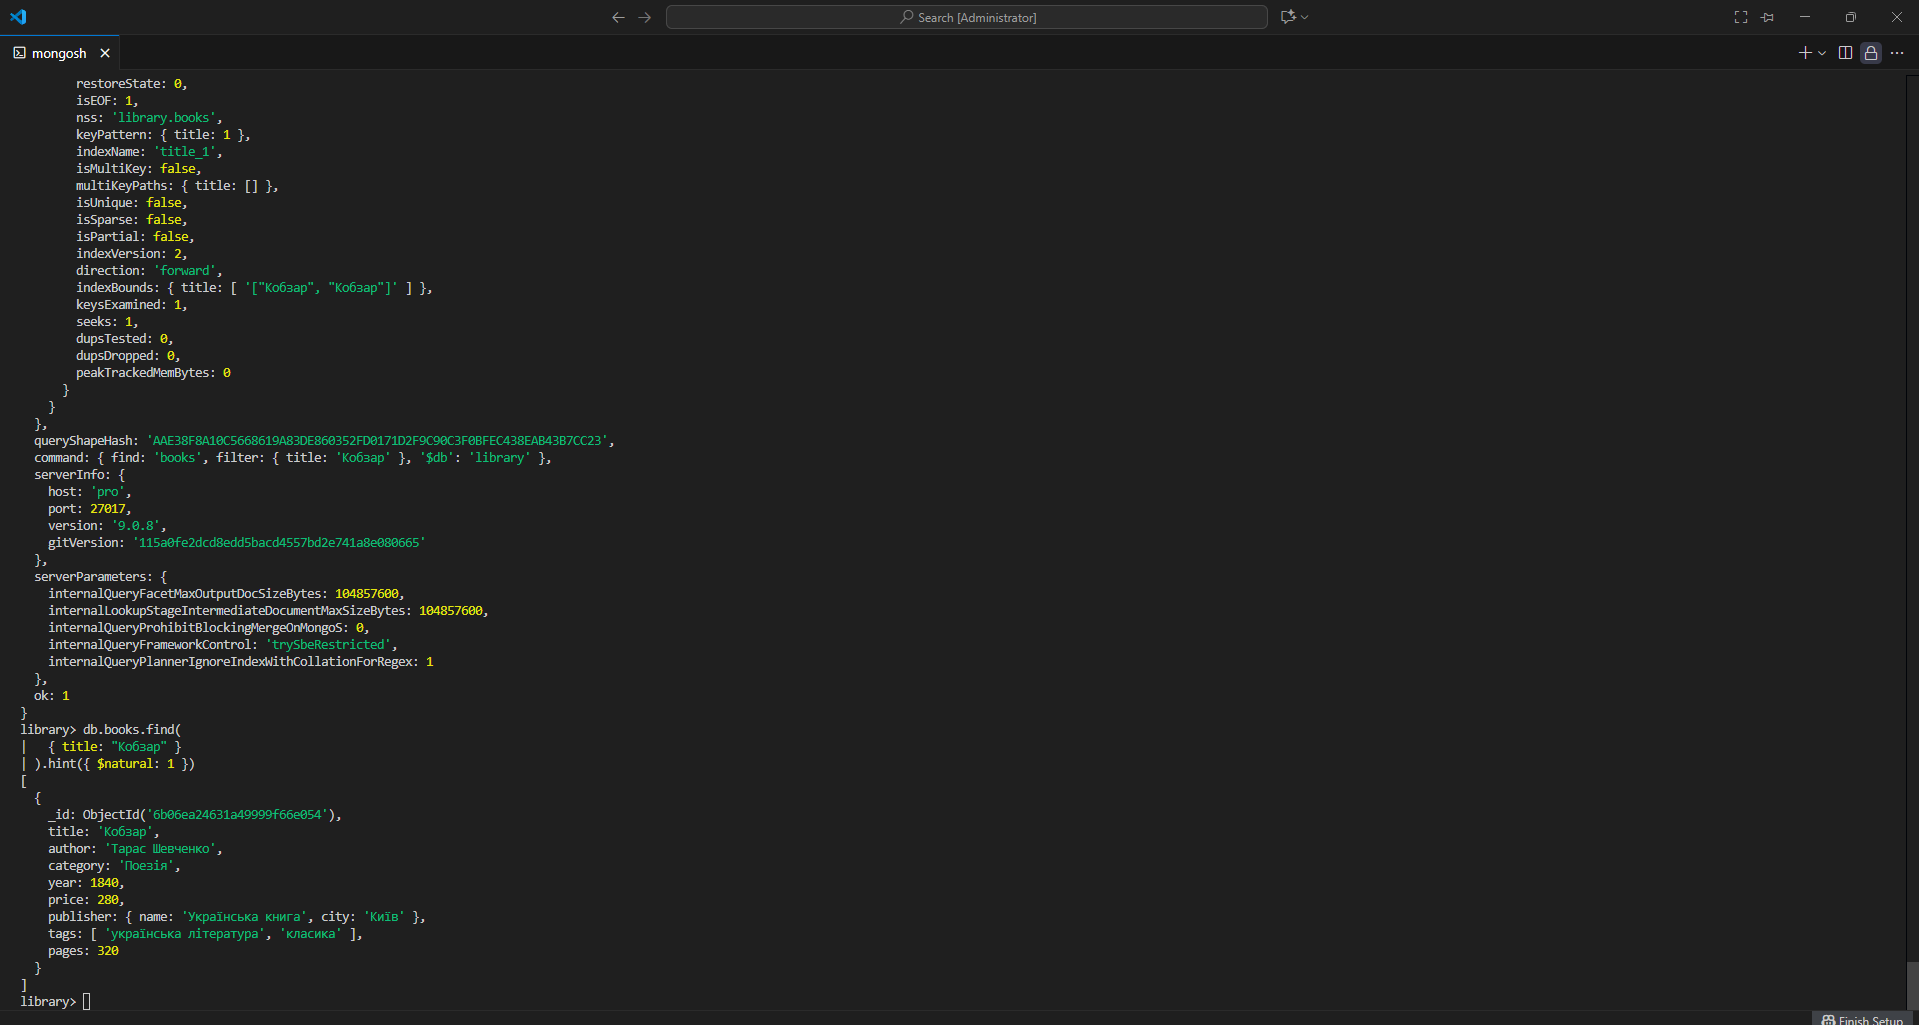 Search [Administrator]
mongosh
restoreState: 0,
isEOF: 1,
nss: 'library.books',
keyPattern: { title: 1 },
indexName: 'title_1',
isMultiKey: false,
multiKeyPaths: { title: [] },
isUnique: false,
isSparse: false,
isPartial: false,
indexVersion: 2,
direction: 'forward',
indexBounds: { title: [ '["Кобзар", "Кобзар"]' ] },
keysExamined: 1,
seeks: 1,
dupsTested: 0,
dupsDropped: 0,
peakTrackedMemBytes: 0
}
}
},
queryShapeHash: 'AAE38F8A10C5668619A83DE860352FD0171D2F9C90C3F0BFEC438EAB43B7CC23',
command: { find: 'books', filter: { title: 'Кобзар' }, '$db': 'library' },
serverInfo: {
host: 'pro',
port: 27017,
version: '9.0.8',
gitVersion: '115a0fe2dcd8edd5bacd4557bd2e741a8e080665'
},
serverParameters: {
internalQueryFacetMaxOutputDocSizeBytes: 104857600,
internalLookupStageIntermediateDocumentMaxSizeBytes: 104857600,
internalQueryProhibitBlockingMergeOnMongoS: 0,
internalQueryFrameworkControl: 'trySbeRestricted',
internalQueryPlannerIgnoreIndexWithCollationForRegex: 1
},
ok: 1
}
library> db.books.find(
| { title: "Кобзар" }
| ).hint({ $natural: 1 })
[
{
_id: ObjectId('6b06ea24631a49999f66e054'),
title: 'Кобзар',
author: 'Тарас Шевченко',
category: 'Поезія',
year: 1840,
price: 280,
publisher: { name: 'Українська книга', city: 'Київ' },
tags: [ 'українська література', 'класика' ],
pages: 320
}
]
library>
Finish Setup